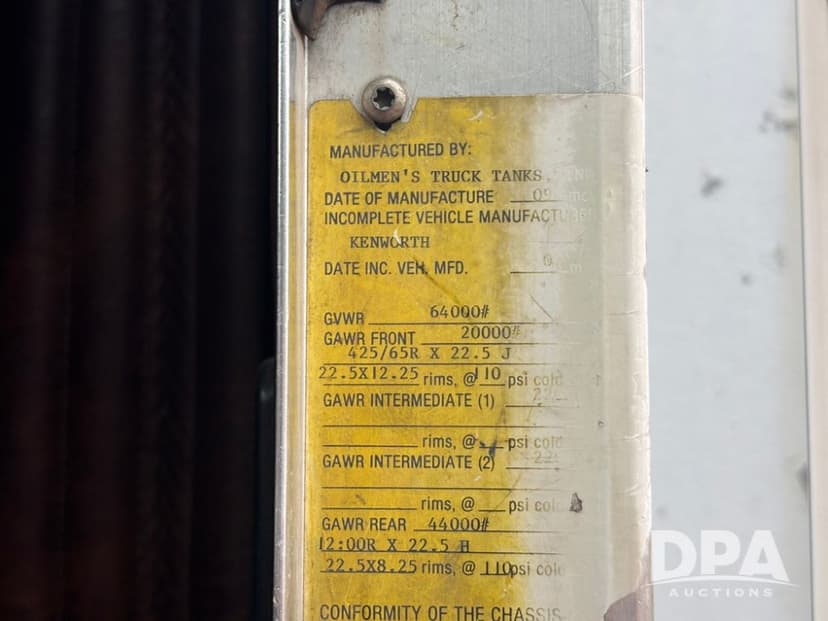 MANUFACTURED BY:
OILMEN'S TRUCK TANKS, INC
DATE OF MANUFACTURE 09
INCOMPLETE VEHICLE MANUFACTURE
KENWORTH
DATE INC. VEH. MFD.
GVWR 64000#
GAWR FRONT 20000#
425/65R X 22.5 J
22.5X12.25 rims, @ 110 psi cold
GAWR INTERMEDIATE (1)
rims, @ psi cold
GAWR INTERMEDIATE (2)
rims, @ psi cold
GAWR REAR 44000#
12:00R X 22.5 H
22.5X8.25 rims, @ 110 psi cold
CONFORMITY OF THE CHASSIS
DPA
AUCTIONS